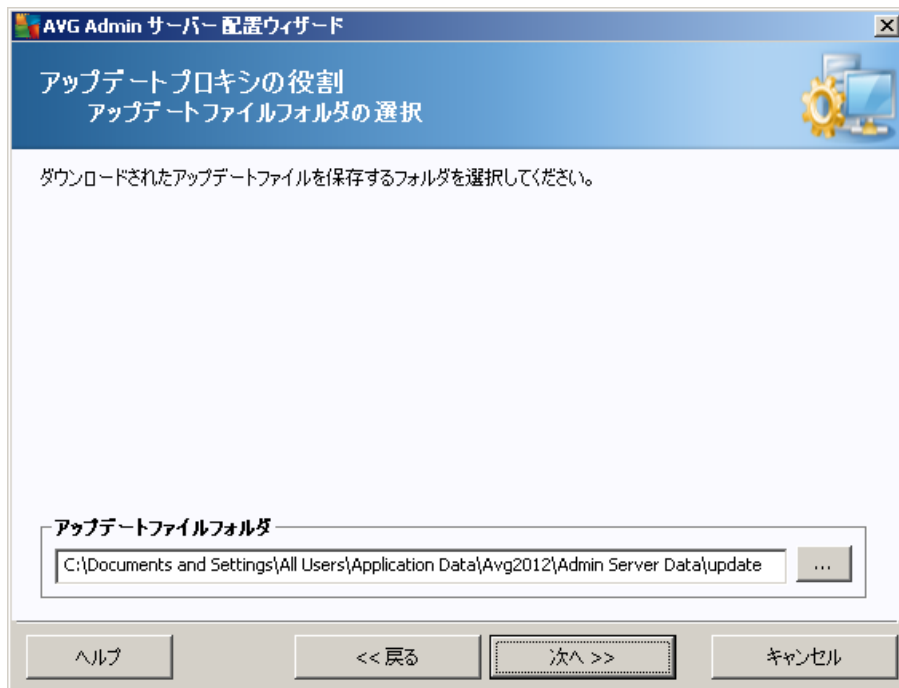 AVG Admin サーバー 配置ウィザード
アップデートプロキシの役割
アップデートファイルフォルダの選択
ダウンロードされたアップデートファイルを保存するフォルダを選択してください。
アップデートファイルフォルダ
C:\Documents and Settings\All Users\Application Data\Avg2012\Admin Server Data\update
...
ヘルプ
<< 戻る
次へ >>
キャンセル